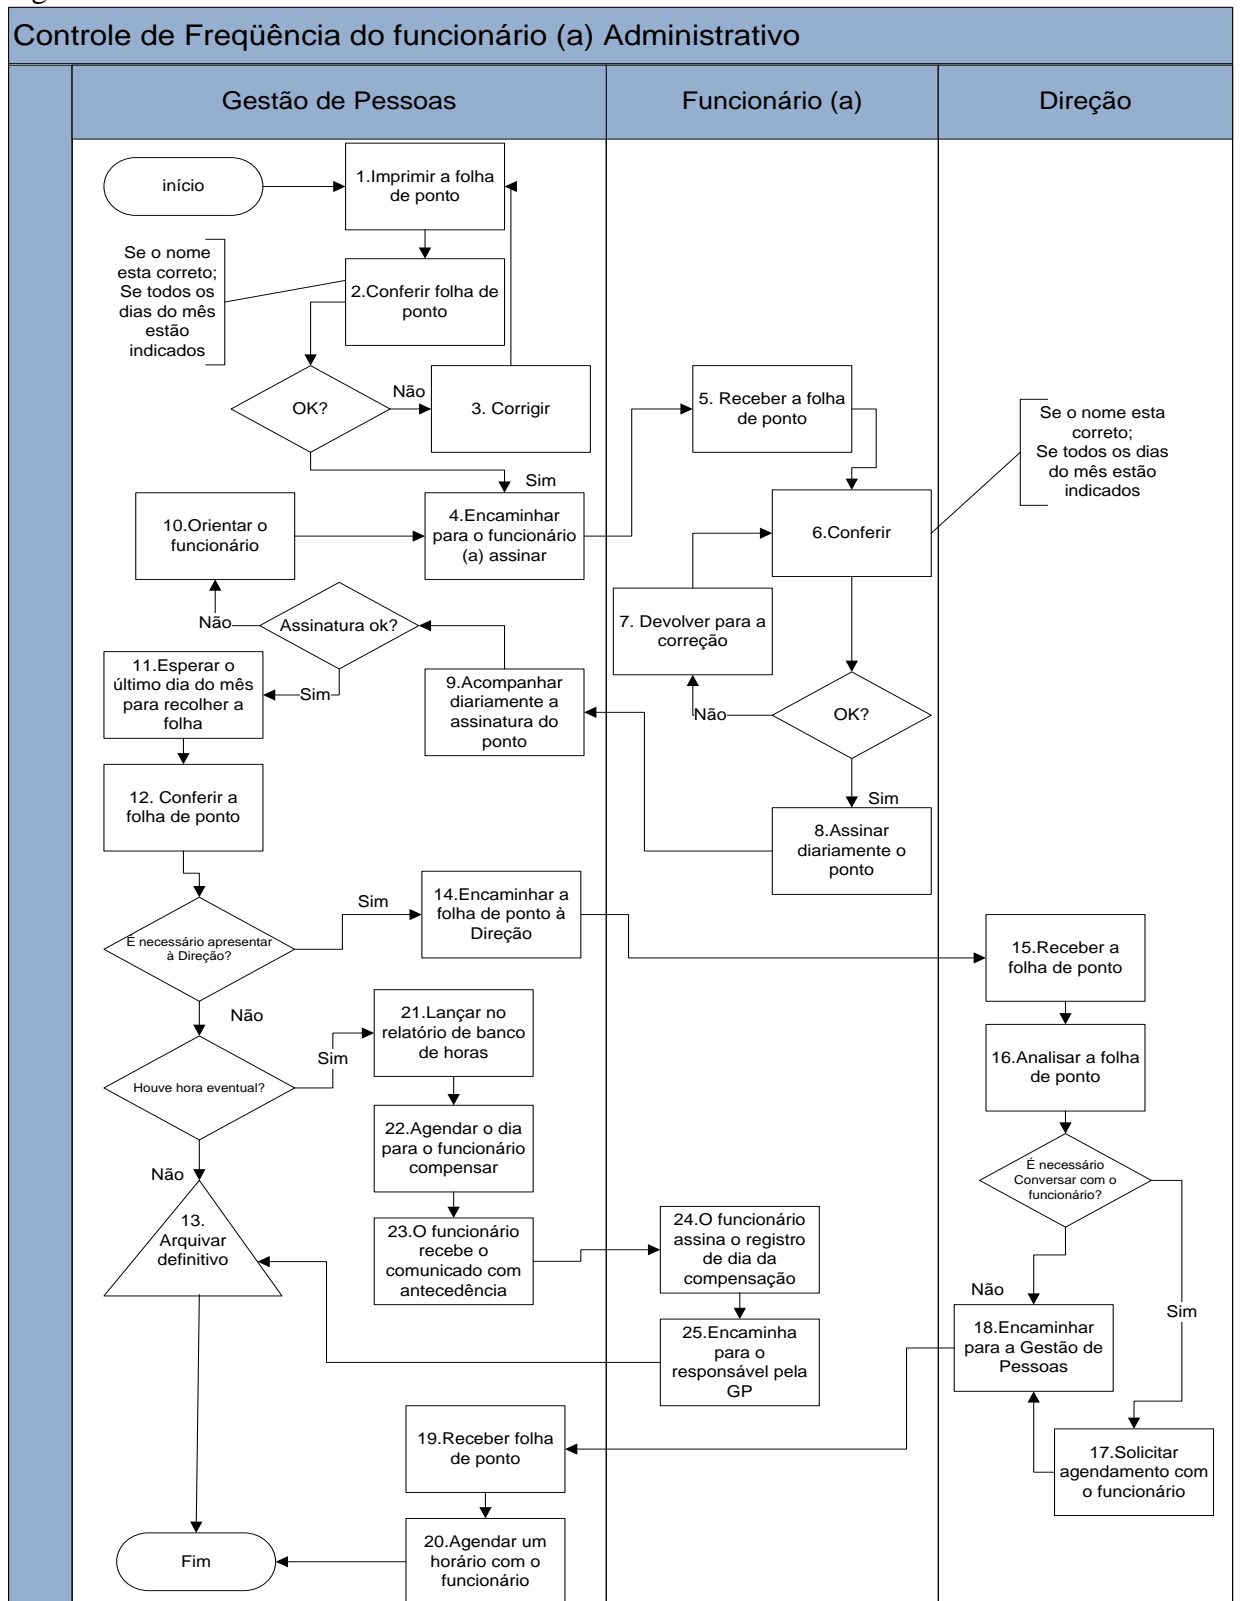 Controle de Freqüência do funcionário (a) Administrativo
Gestão de Pessoas
Funcionário (a)
Direção
início
1.Imprimir a folha
de ponto
Se o nome
esta correto;
Se todos os
dias do mês
estão
indicados
2.Conferir folha de
ponto
OK?
Não
3. Corrigir
Sim
5. Receber a folha
de ponto
Se o nome esta
correto;
Se todos os dias
do mês estão
indicados
10.Orientar o
funcionário
4.Encaminhar
para o funcionário
(a) assinar
6.Conferir
Não
Assinatura ok?
7. Devolver para a
correção
11.Esperar o
último dia do mês
para recolher a
folha
Sim
9.Acompanhar
diariamente a
assinatura do
ponto
Não
OK?
12. Conferir a
folha de ponto
Sim
8.Assinar
diariamente o
ponto
É necessário apresentar
à Direção?
Sim
14.Encaminhar a
folha de ponto à
Direção
15.Receber a
folha de ponto
Não
21.Lançar no
relatório de banco
de horas
16.Analisar a folha
de ponto
Houve hora eventual?
Sim
22.Agendar o dia
para o funcionário
compensar
É necessário
Conversar com o
funcionário?
Não
13.
Arquivar
definitivo
23.O funcionário
recebe o
comunicado com
antecedência
24.O funcionário
assina o registro
de dia da
compensação
Não
Sim
25.Encaminha
para o
responsável pela
GP
18.Encaminhar
para a Gestão de
Pessoas
19.Receber folha
de ponto
17.Solicitar
agendamento com
o funcionário
Fim
20.Agendar um
horário com o
funcionário